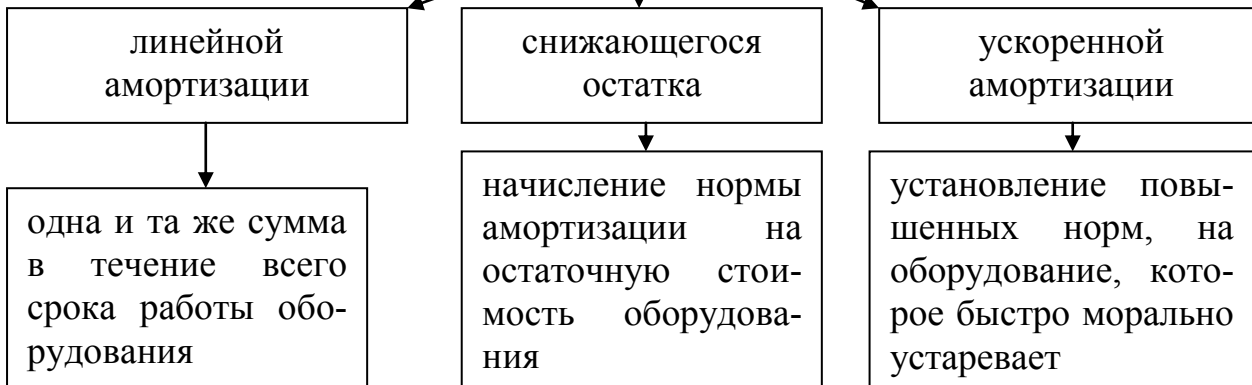 линейной
амортизации
снижающегося
остатка
ускоренной
амортизации
одна и та же сумма
в течение всего
срока работы обо-
рудования
начисление нормы
амортизации на
остаточную стои-
мость оборудова-
ния
установление повы-
шенных норм, на
оборудование, кото-
рое быстро морально
устаревает